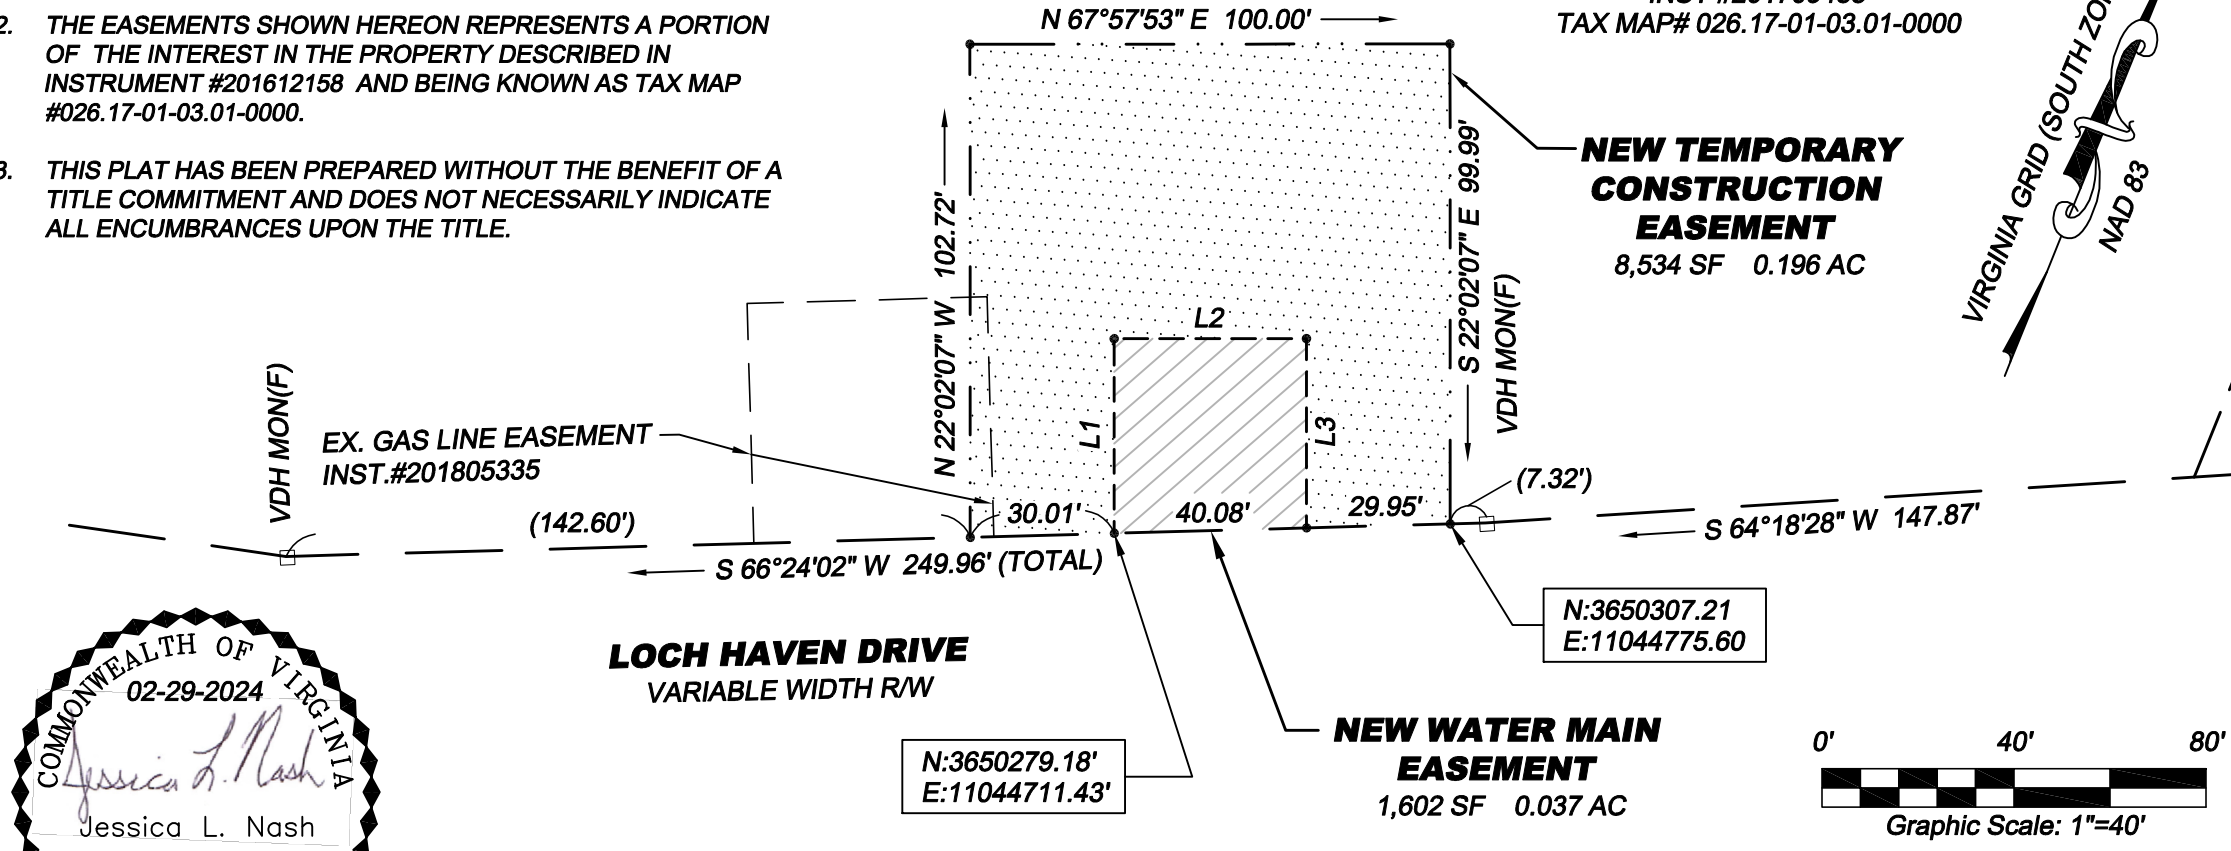 2. THE EASEMENTS SHOWN HEREON REPRESENTS A PORTION
OF THE INTEREST IN THE PROPERTY DESCRIBED IN
INSTRUMENT #201612158 AND BEING KNOWN AS TAX MAP
#026.17-01-03.01-0000.
3. THIS PLAT HAS BEEN PREPARED WITHOUT THE BENEFIT OF A
TITLE COMMITMENT AND DOES NOT NECESSARILY INDICATE
ALL ENCUMBRANCES UPON THE TITLE.
N 67°57'53" E 100.00'
TAX MAP# 026.17-01-03.01-0000
VIRGINIA GRID (SOUTH
NAD 83
NEW TEMPORARY
CONSTRUCTION
EASEMENT
8,534 SF 0.196 AC
N 22°02'07" W 102.72'
S 22°02'07" E 99.99'
VDH MON(F)
L2
L1
L3
VDH MON(F)
EX. GAS LINE EASEMENT
INST.#201805335
(142.60')
30.01'
40.08'
29.95'
(7.32')
S 64°18'28" W 147.87'
S 66°24'02" W 249.96' (TOTAL)
N:3650307.21
E:11044775.60
LOCH HAVEN DRIVE
VARIABLE WIDTH R/W
N:3650279.18'
E:11044711.43'
NEW WATER MAIN
EASEMENT
1,602 SF 0.037 AC
0' 40' 80'
Graphic Scale: 1"=40'
COMMONWEALTH OF VIRGINIA
02-29-2024
Jessica L. Nash
Jessica L. Nash